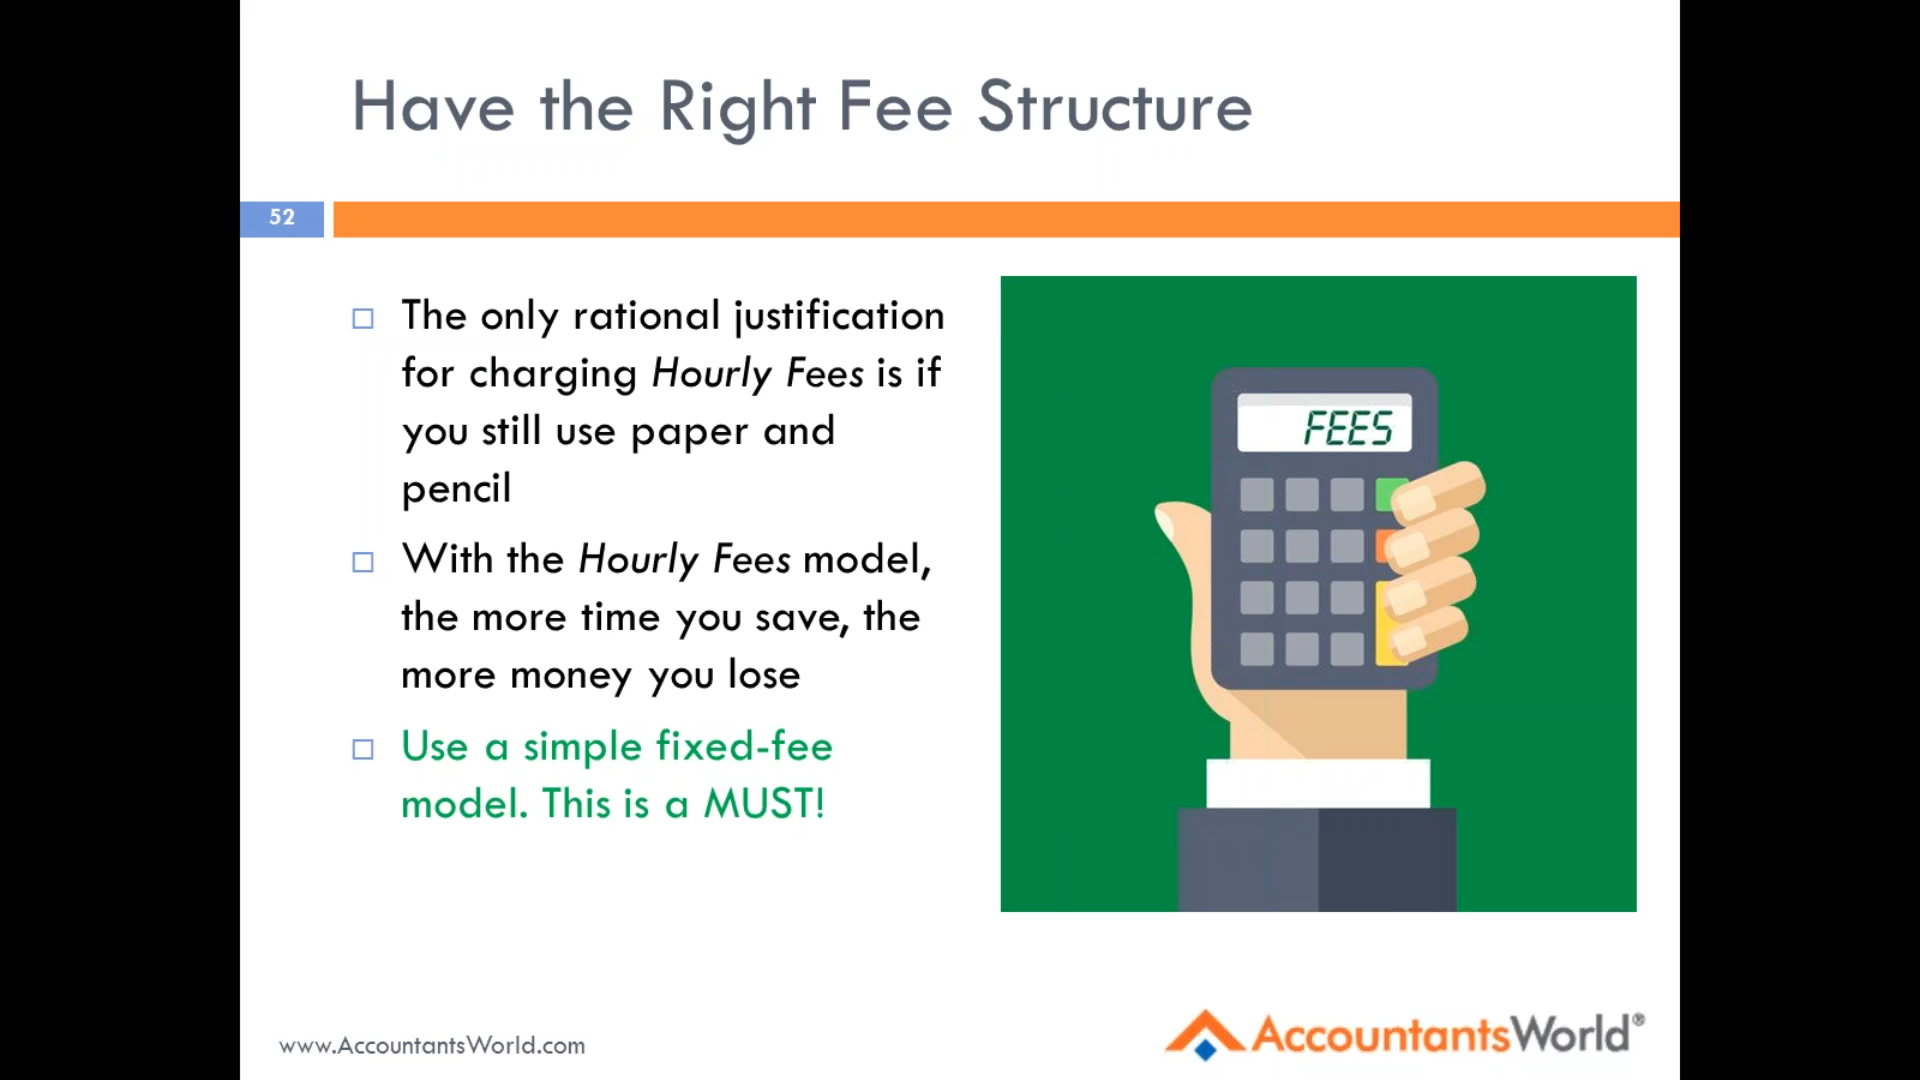 Have the Right Fee Structure
52
The only rational justification
for charging Hourly Fees is if
you still use paper and
pencil
With the Hourly Fees model,
the more time you save, the
more money you lose
Use a simple fixed-fee
model. This is a MUST!
FEES
www.AccountantsWorld.com
AccountantsWorld®